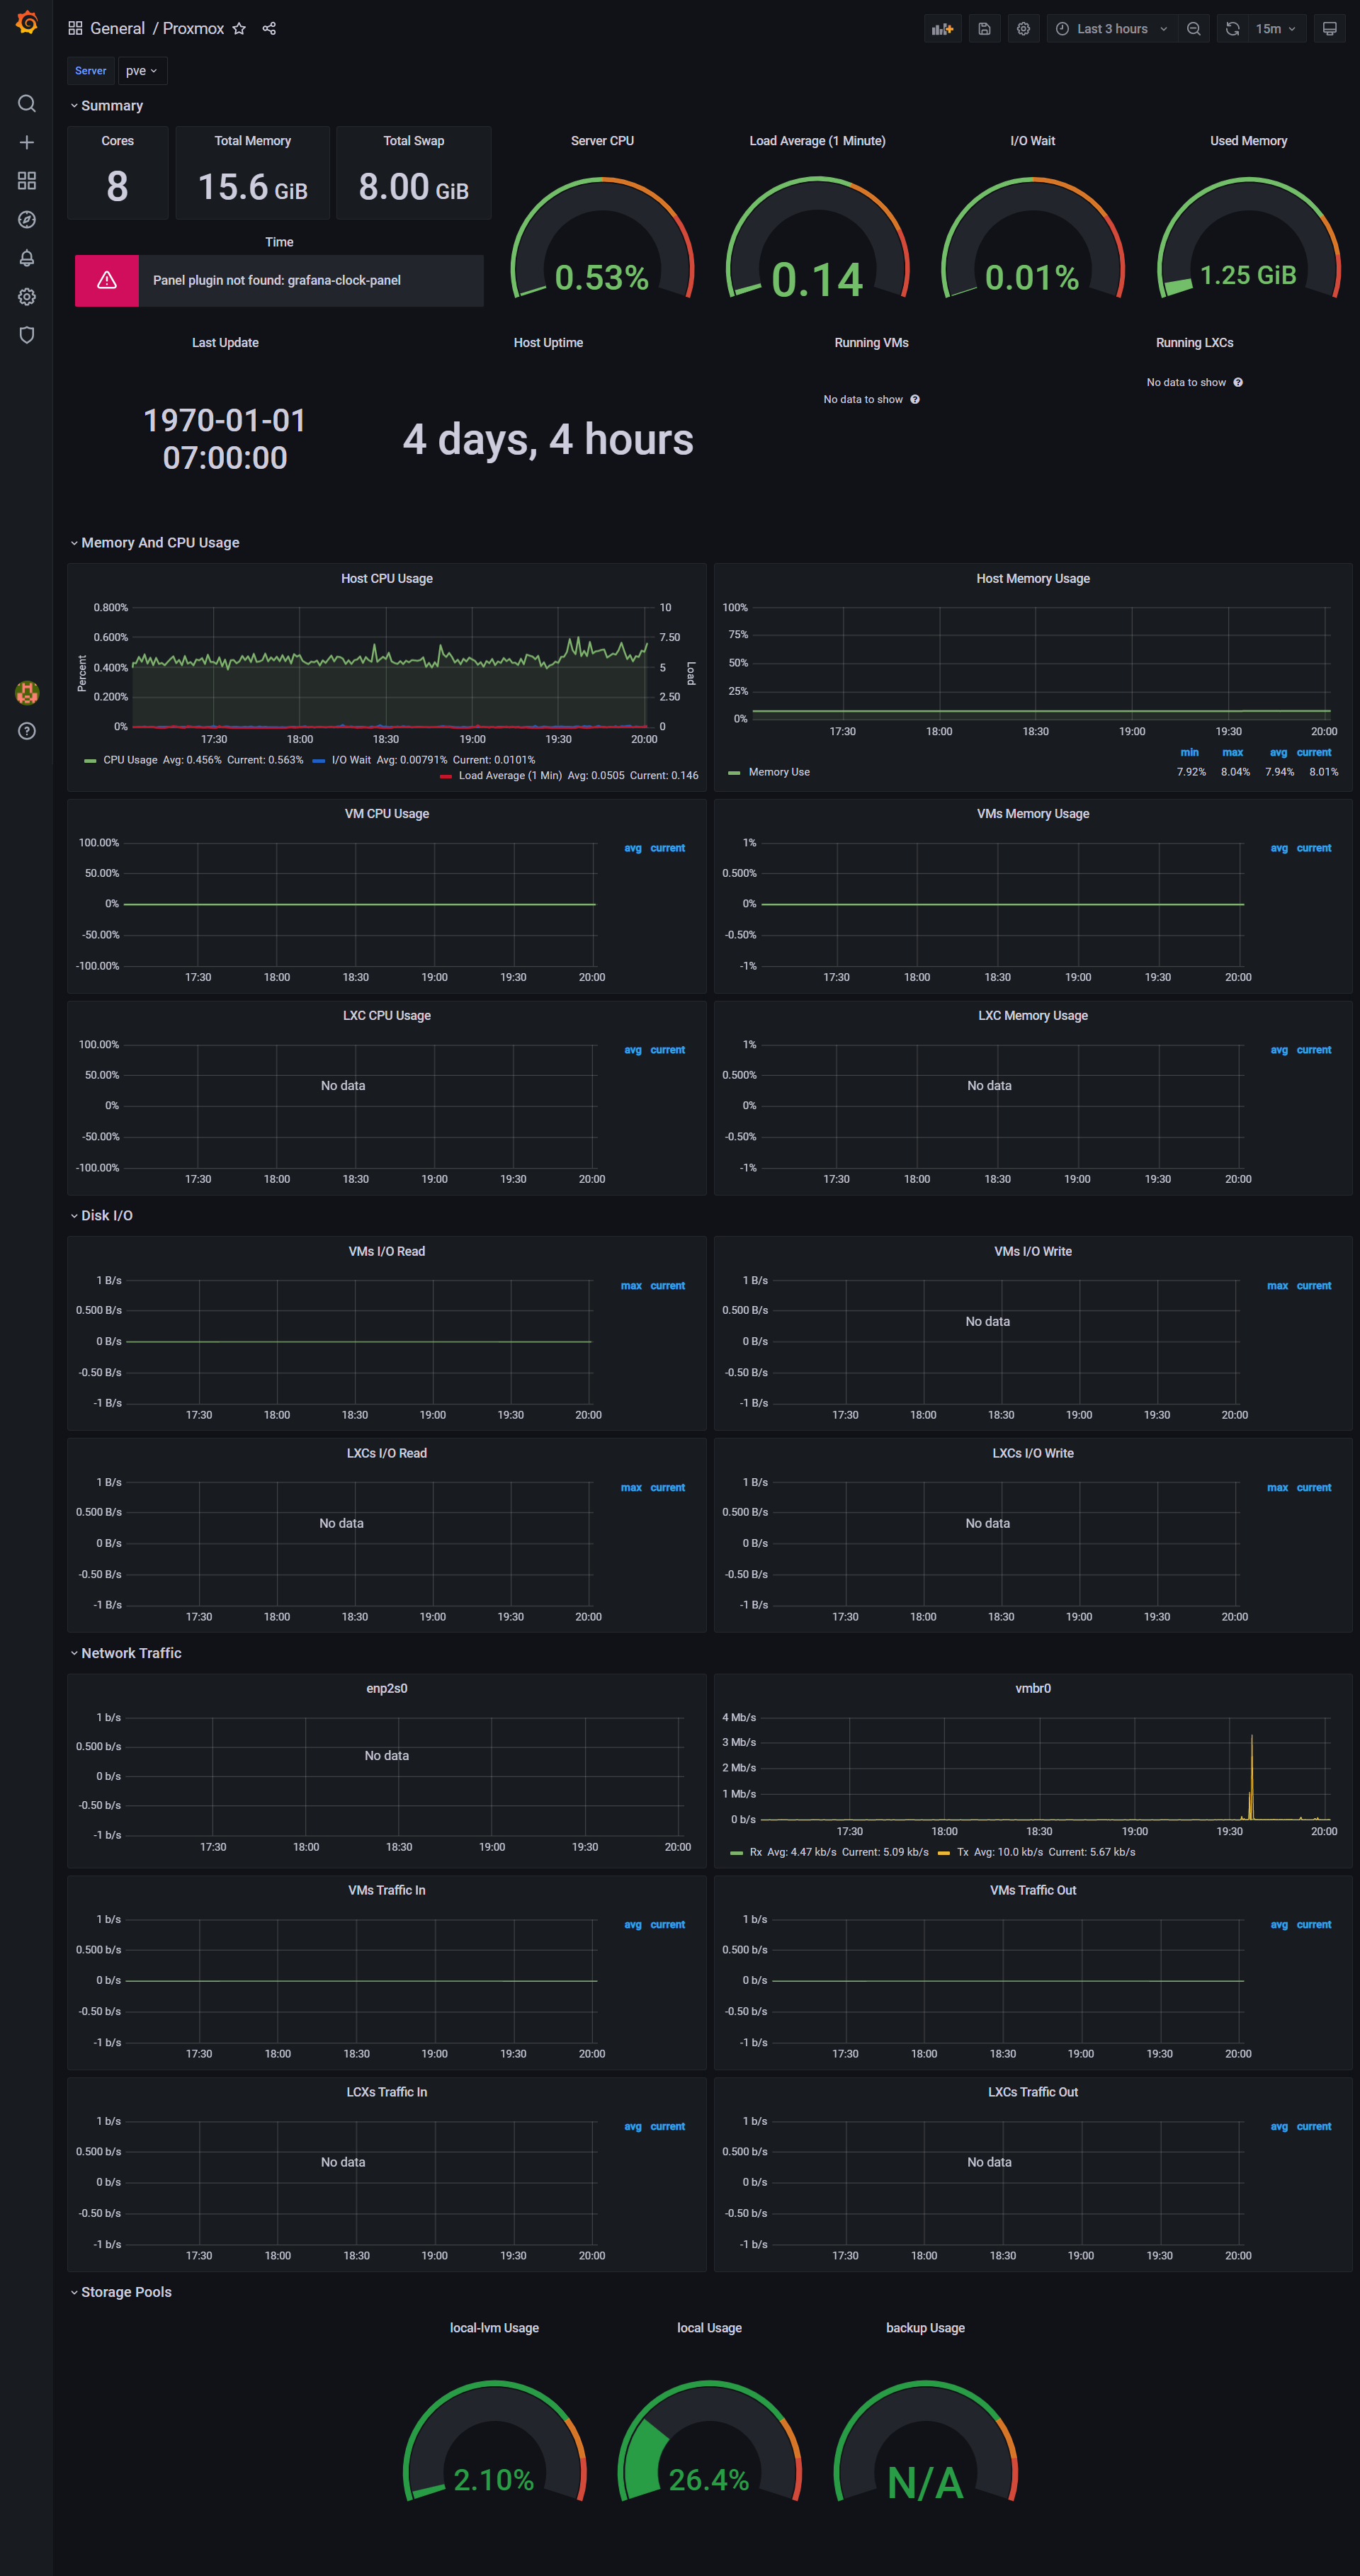 General / Proxmox
Last 3 hours
15m
Server pve
Summary
Cores
8
Total Memory
15.6 GiB
Total Swap
8.00 GiB
Server CPU
0.53%
Load Average (1 Minute)
0.14
I/O Wait
0.01%
Used Memory
1.25 GiB
Time
Panel plugin not found: grafana-clock-panel
Last Update
1970-01-01
07:00:00
Host Uptime
4 days, 4 hours
Running VMs
No data to show
Running LXCs
No data to show
Memory And CPU Usage
Host CPU Usage
Percent
0.800%
0.600%
0.400%
0.200%
0%
10
7.50
5
2.50
0
Load
17:30 18:00 18:30 19:00 19:30 20:00
CPU Usage Avg: 0.456% Current: 0.563% I/O Wait Avg: 0.00791% Current: 0.0101%
Load Average (1 Min) Avg: 0.0505 Current: 0.146
Host Memory Usage
100%
75%
50%
25%
0%
17:30 18:00 18:30 19:00 19:30 20:00
min max avg current
Memory Use 7.92% 8.04% 7.94% 8.01%
VM CPU Usage
100.00%
50.00%
0%
-50.00%
-100.00%
17:30 18:00 18:30 19:00 19:30 20:00
avg current
VMs Memory Usage
1%
0.500%
0%
-0.50%
-1%
17:30 18:00 18:30 19:00 19:30 20:00
avg current
LXC CPU Usage
100.00%
50.00%
0%
-50.00%
-100.00%
No data
17:30 18:00 18:30 19:00 19:30 20:00
avg current
LXC Memory Usage
1%
0.500%
0%
-0.50%
-1%
No data
17:30 18:00 18:30 19:00 19:30 20:00
avg current
Disk I/O
VMs I/O Read
1 B/s
0.500 B/s
0 B/s
-0.50 B/s
-1 B/s
17:30 18:00 18:30 19:00 19:30 20:00
max current
VMs I/O Write
1 B/s
0.500 B/s
0 B/s
-0.50 B/s
-1 B/s
No data
17:30 18:00 18:30 19:00 19:30 20:00
max current
LXCs I/O Read
1 B/s
0.500 B/s
0 B/s
-0.50 B/s
-1 B/s
No data
17:30 18:00 18:30 19:00 19:30 20:00
max current
LXCs I/O Write
1 B/s
0.500 B/s
0 B/s
-0.50 B/s
-1 B/s
No data
17:30 18:00 18:30 19:00 19:30 20:00
max current
Network Traffic
enp2s0
1 b/s
0.500 b/s
0 b/s
-0.50 b/s
-1 b/s
No data
17:30 18:00 18:30 19:00 19:30 20:00
vmbr0
4 Mb/s
3 Mb/s
2 Mb/s
1 Mb/s
0 b/s
17:30 18:00 18:30 19:00 19:30 20:00
Rx Avg: 4.47 kb/s Current: 5.09 kb/s Tx Avg: 10.0 kb/s Current: 5.67 kb/s
VMs Traffic In
1 b/s
0.500 b/s
0 b/s
-0.50 b/s
-1 b/s
17:30 18:00 18:30 19:00 19:30 20:00
avg current
VMs Traffic Out
1 b/s
0.500 b/s
0 b/s
-0.50 b/s
-1 b/s
17:30 18:00 18:30 19:00 19:30 20:00
avg current
LCXs Traffic In
1 b/s
0.500 b/s
0 b/s
-0.50 b/s
-1 b/s
No data
17:30 18:00 18:30 19:00 19:30 20:00
avg current
LXCs Traffic Out
1 b/s
0.500 b/s
0 b/s
-0.50 b/s
-1 b/s
No data
17:30 18:00 18:30 19:00 19:30 20:00
avg current
Storage Pools
local-lvm Usage
2.10%
local Usage
26.4%
backup Usage
N/A